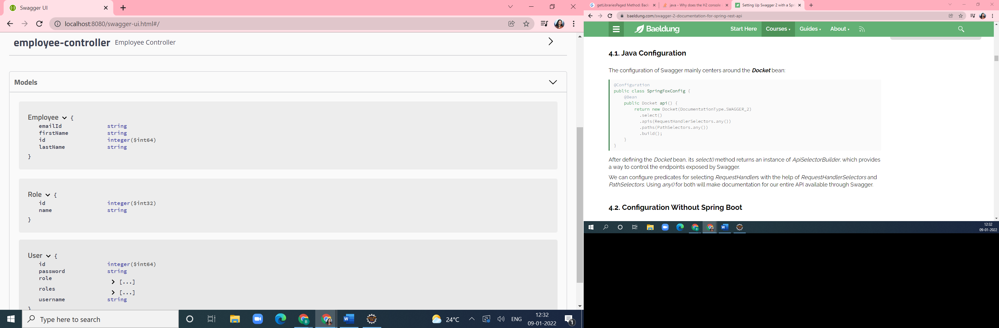 Swagger UI
localhost:8080/swagger-ui.html#/
employee-controller Employee Controller
Models
Employee {
emailId string
firstName string
id integer($int64)
lastName string
}
Role {
id integer($int32)
name string
}
User {
id integer($int64)
password string
role [...]
roles [...]
username string
}
Type here to search
B
W
24°C
ENG
12:32
09-01-2022
1
getLibrariesPaged Method: Back
java - Why does the H2 console
Setting Up Swagger 2 with a Spri
baeldung.com/swagger-2-documentation-for-spring-rest-api
Baeldung
Start Here
Courses
Guides
About
4.1. Java Configuration
The configuration of Swagger mainly centers around the Docket bean:
@Configuration
public class SpringFoxConfig {
@Bean
public Docket api() {
return new Docket(DocumentationType.SWAGGER_2)
.select()
.apis(RequestHandlerSelectors.any())
.paths(PathSelectors.any())
.build();
}
}
After defining the Docket bean, its select() method returns an instance of ApiSelectorBuilder, which provides
a way to control the endpoints exposed by Swagger.
We can configure predicates for selecting RequestHandlers with the help of RequestHandlerSelectors and
PathSelectors. Using any() for both will make documentation for our entire API available through Swagger.
4.2. Configuration Without Spring Boot
W
12:32
09-01-2022